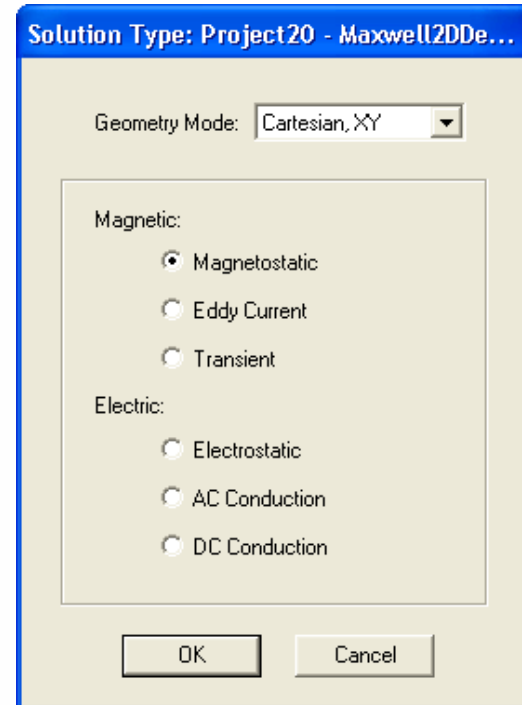 Solution Type: Project20 - Maxwell2DDe...
Geometry Mode: Cartesian, XY
Magnetic:
Magnetostatic
Eddy Current
Transient
Electric:
Electrostatic
AC Conduction
DC Conduction
OK Cancel